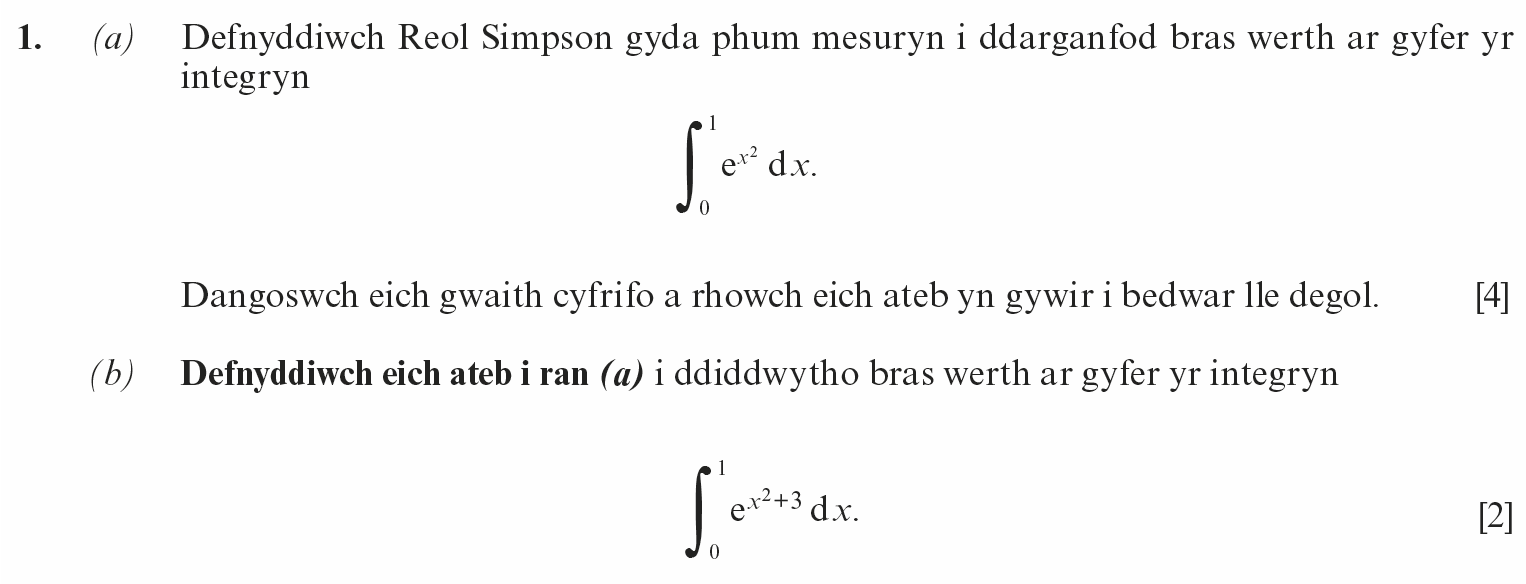 1. (a) Defnyddiwch Reol Simpson gyda phum mesuryn i ddarganfod bras werth ar gyfer yr
integryn
∫₀¹ e^{x²} dx.
Dangoswch eich gwaith cyfrifo a rhowch eich ateb yn gywir i bedwar lle degol. [4]
(b) Defnyddiwch eich ateb i ran (a) i ddiddwytho bras werth ar gyfer yr integryn
∫₀¹ e^{x²+3} dx. [2]